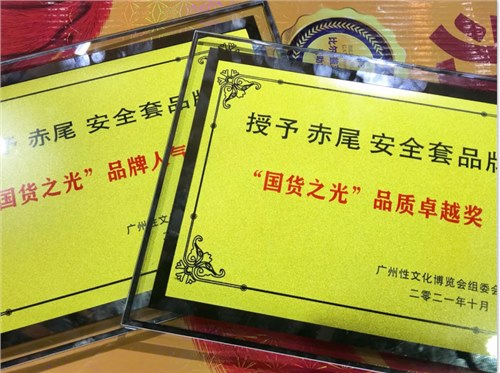 予 赤尾 安全套品牌
国货之光”品牌人气
广州性文
授予 赤尾 安全套品牌
“国货之光”品质卓越奖
广州性文化博览会组委会
二零二一年十月